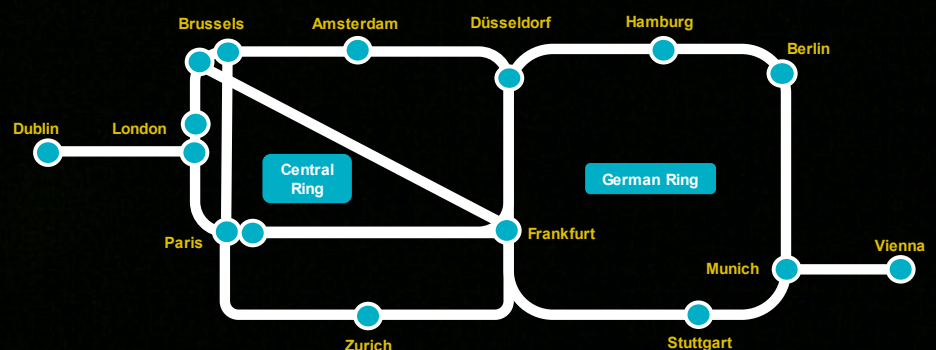 Brussels
Amsterdam
Düsseldorf
Hamburg
Berlin
Dublin
London
Central
Ring
German Ring
Paris
Frankfurt
Vienna
Munich
Zurich
Stuttgart